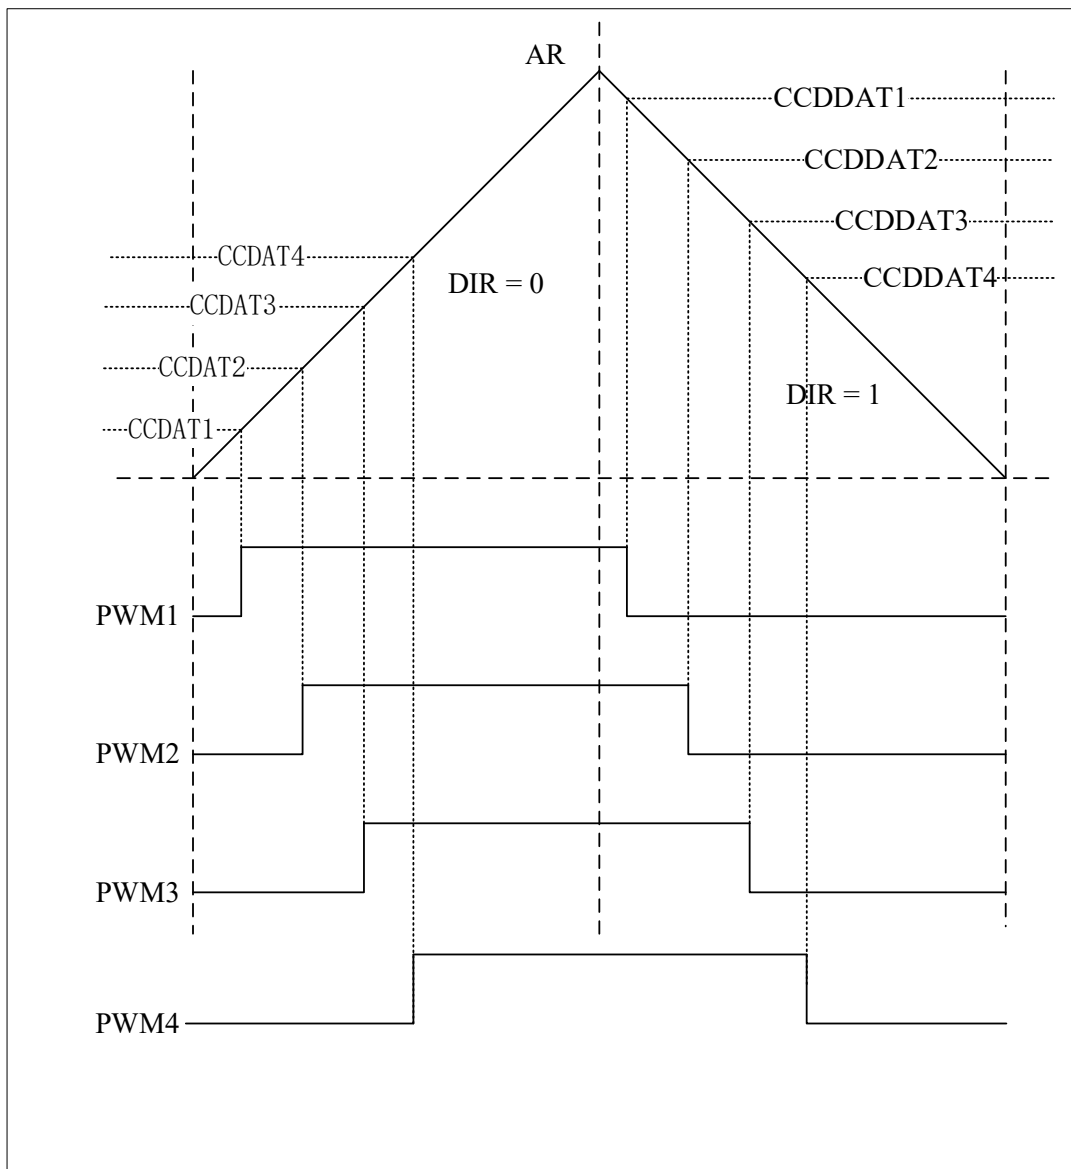 AR
CCDDAT1
CCDDAT2
CCDDAT3
CCDAT4
CCDDAT4
DIR = 0
CCDAT3
CCDAT2
DIR = 1
CCDAT1
PWM1
PWM2
PWM3
PWM4